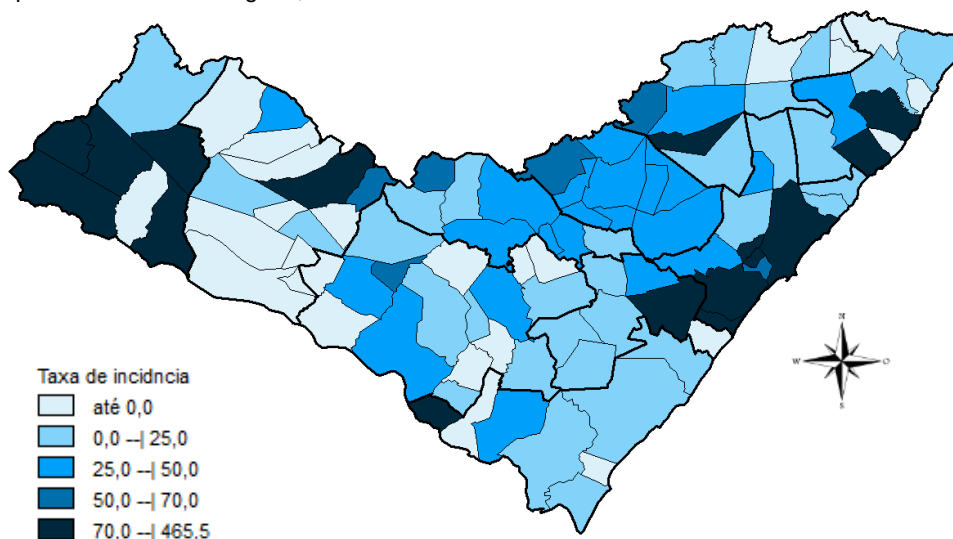 Taxa de incidncia
até 0,0
0,0 --| 25,0
25,0 --| 50,0
50,0 --| 70,0
70,0 --| 465,5
N
W
O
S